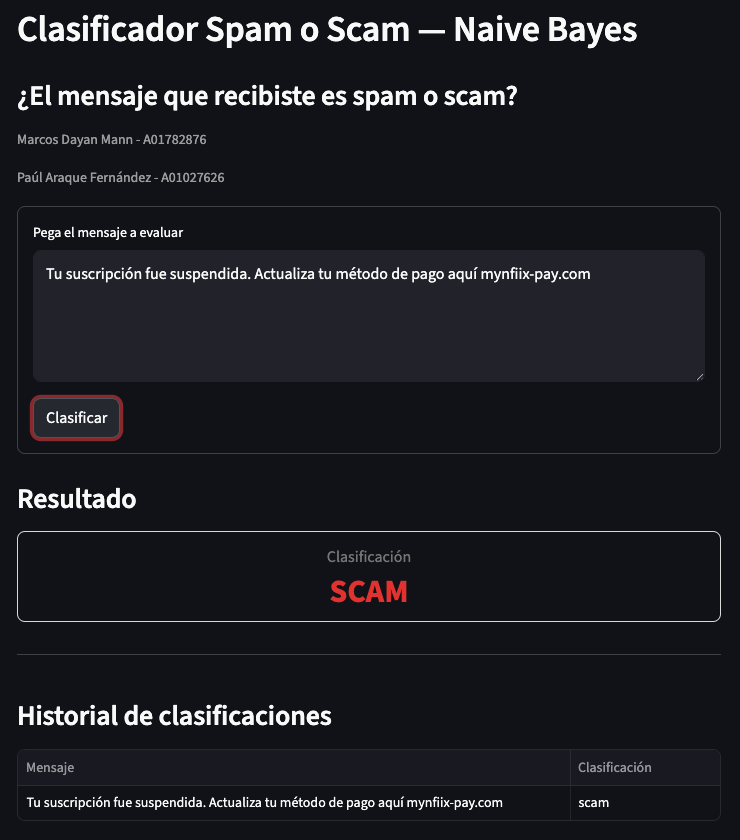 Clasificador Spam o Scam — Naive Bayes
¿El mensaje que recibiste es spam o scam?
Marcos Dayan Mann - A01782876
Paúl Araque Fernández - A01027626
Pega el mensaje a evaluar
Tu suscripción fue suspendida. Actualiza tu método de pago aquí mynfiix-pay.com
Clasificar
Resultado
Clasificación
SCAM
Historial de clasificaciones
Mensaje Clasificación
Tu suscripción fue suspendida. Actualiza tu método de pago aquí mynfiix-pay.com scam